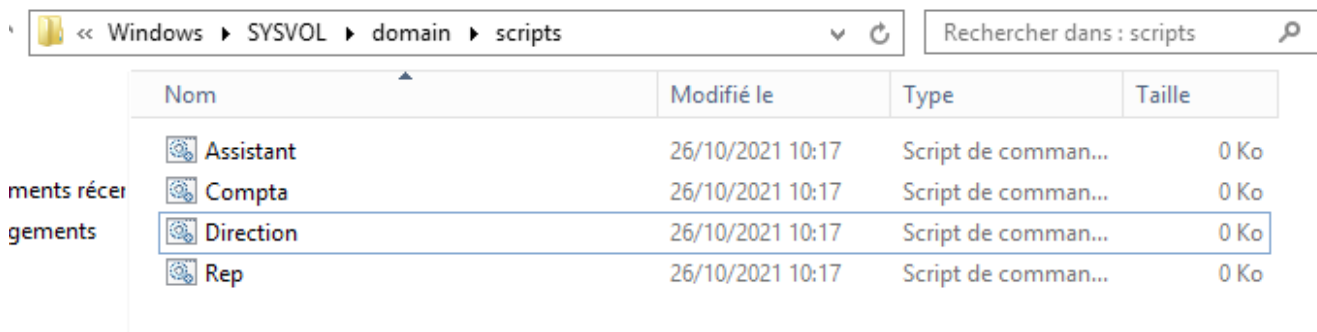 « Windows ▸ SYSVOL ▸ domain ▸ scripts
Rechercher dans : scripts
Nom Modifié le Type Taille
Assistant 26/10/2021 10:17 Script de comman... 0 Ko
ments récer Compta 26/10/2021 10:17 Script de comman... 0 Ko
gements Direction 26/10/2021 10:17 Script de comman... 0 Ko
Rep 26/10/2021 10:17 Script de comman... 0 Ko